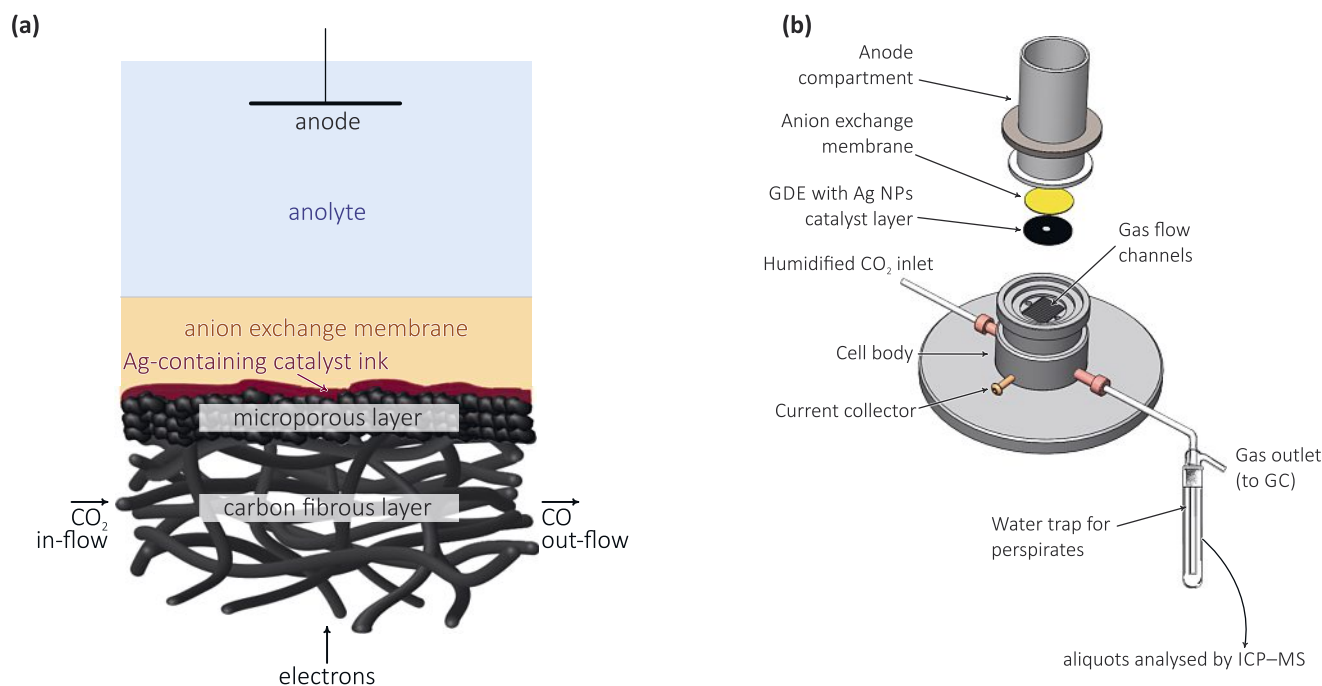 (a)
anode
anolyte
anion exchange membrane
Ag-containing catalyst ink
microporous layer
carbon fibrous layer
CO₂
in-flow
CO
out-flow
electrons
(b)
Anode
compartment
Anion exchange
membrane
GDE with Ag NPs
catalyst layer
Gas flow
channels
Humidified CO₂ inlet
Cell body
Current collector
Gas outlet
(to GC)
Water trap for
perspirates
aliquots analysed by ICP–MS